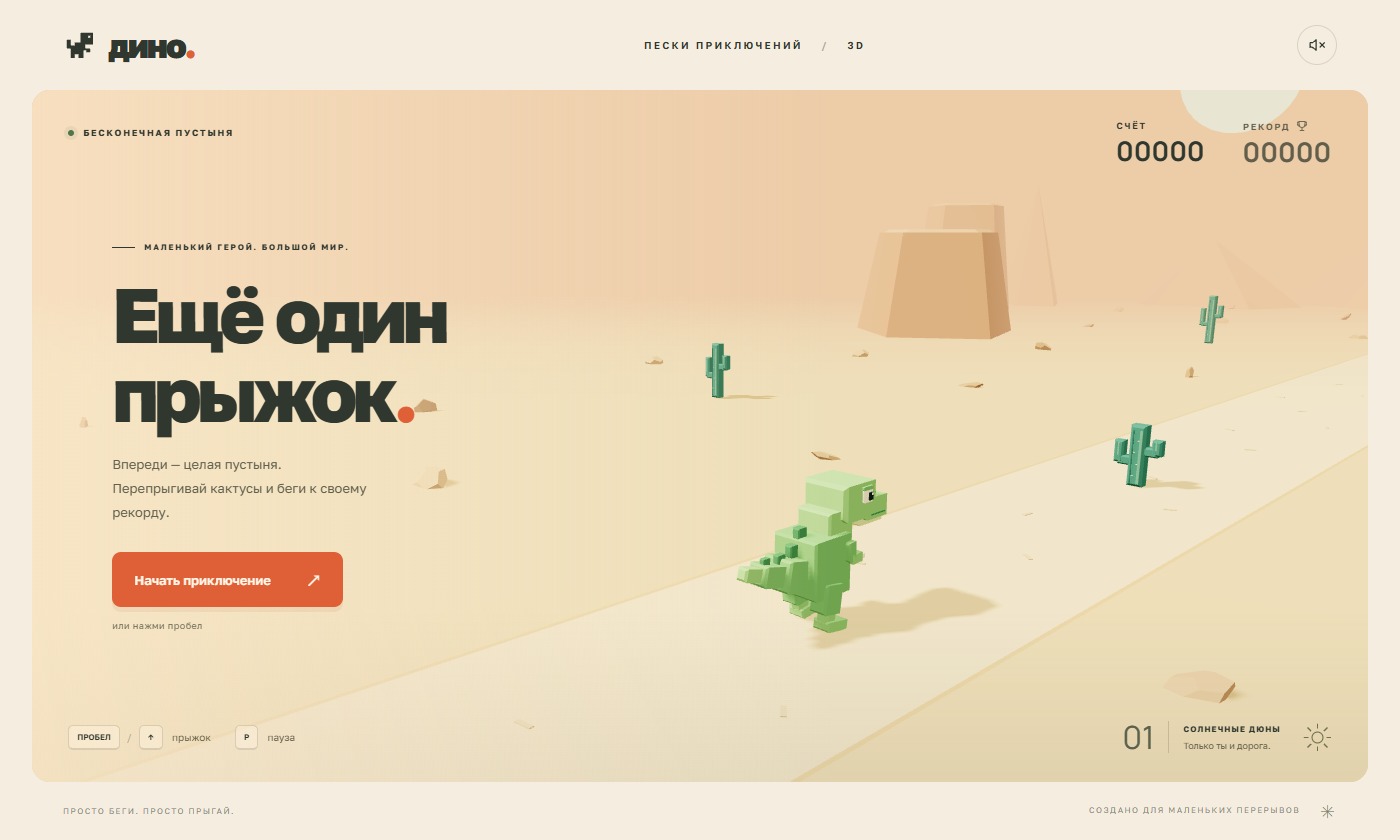 дино.
ПЕСКИ ПРИКЛЮЧЕНИЙ / 3D
БЕСКОНЕЧНАЯ ПУСТЫНЯ
СЧЁТ
00000
РЕКОРД
00000
МАЛЕНЬКИЙ ГЕРОЙ. БОЛЬШОЙ МИР.
Ещё один
прыжок.
Впереди — целая пустыня.
Перепрыгивай кактусы и беги к своему
рекорду.
Начать приключение ↗
или нажми пробел
ПРОБЕЛ / ↑ прыжок P пауза
01
СОЛНЕЧНЫЕ ДЮНЫ
Только ты и дорога.
ПРОСТО БЕГИ. ПРОСТО ПРЫГАЙ.
СОЗДАНО ДЛЯ МАЛЕНЬКИХ ПЕРЕРЫВОВ